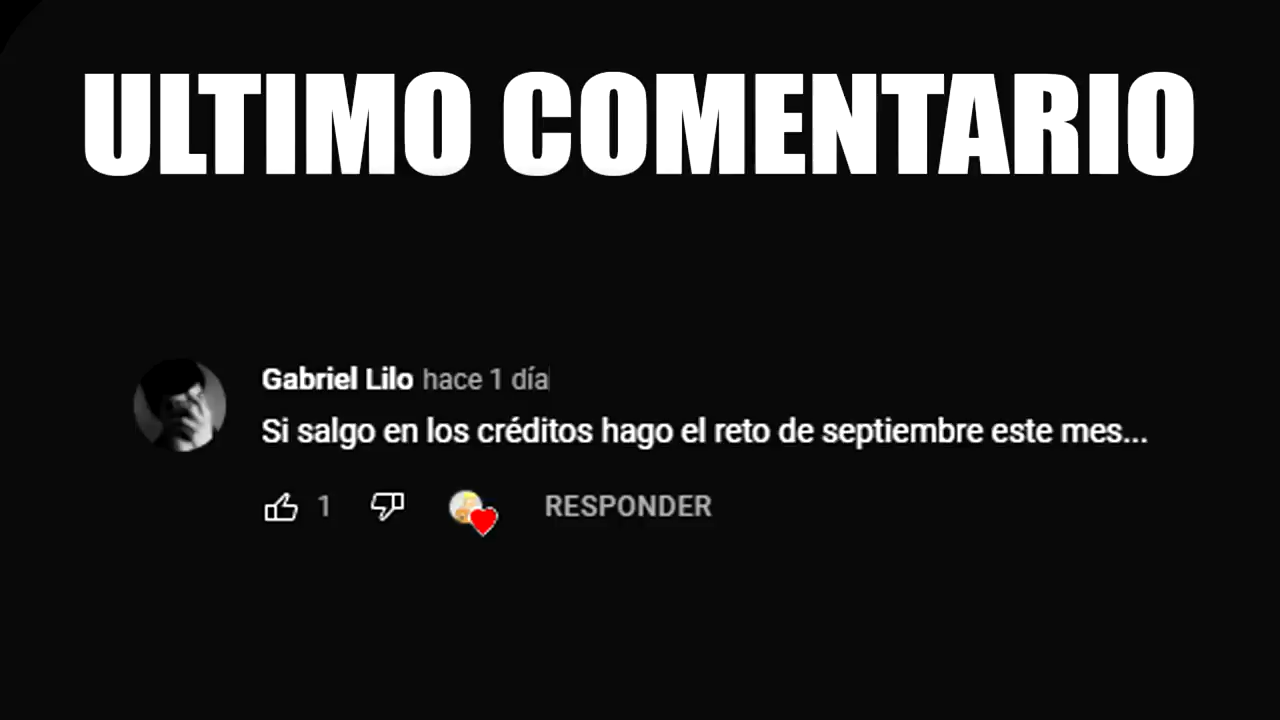 ULTIMO COMENTARIO
Gabriel Lilo hace 1 día
Si salgo en los créditos hago el reto de septiembre este mes...
1 RESPONDER